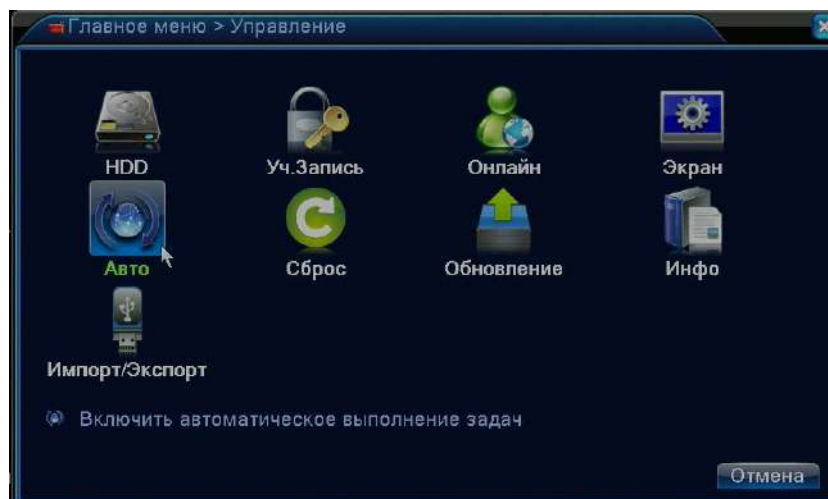 Главное меню > Управление
HDD Уч.Запись Онлайн Экран
Авто Сброс Обновление Инфо
Импорт/Экспорт
Включить автоматическое выполнение задач
Отмена